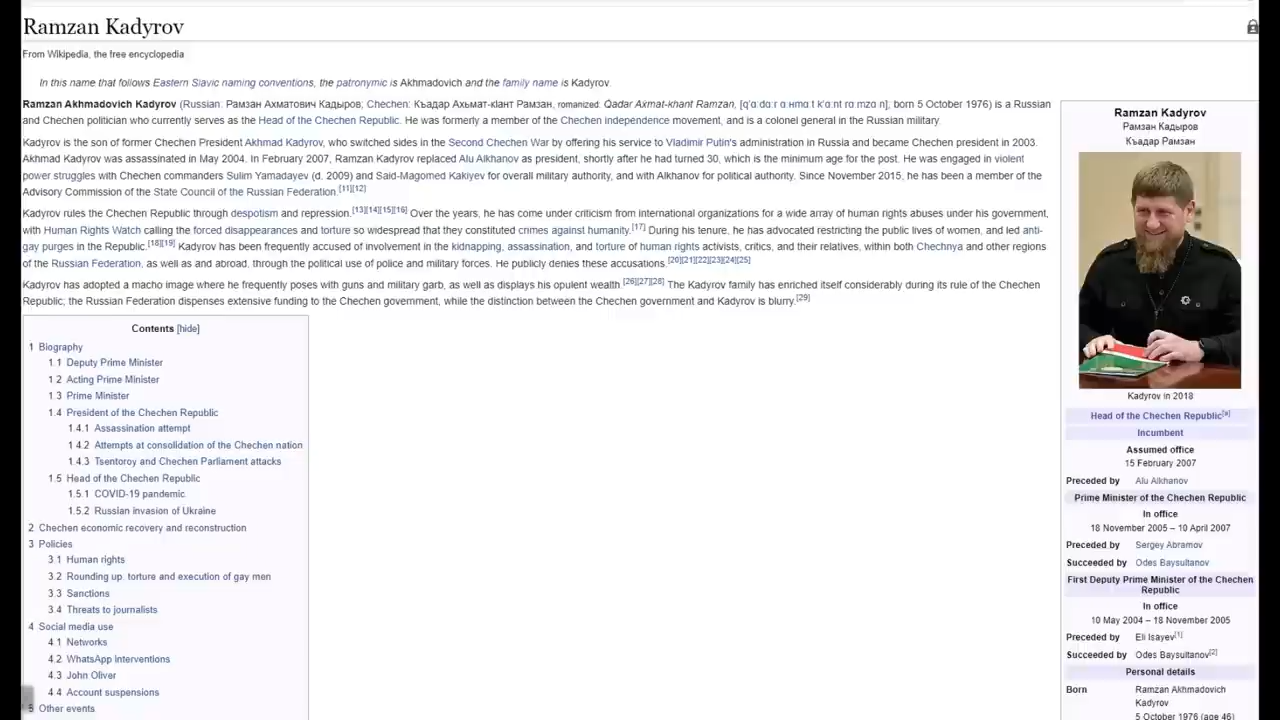 Ramzan Kadyrov
From Wikipedia, the free encyclopedia
In this name that follows Eastern Slavic naming conventions, the patronymic is Akhmadovich and the family name is Kadyrov.
Ramzan Akhmadovich Kadyrov (Russian: Рамзан Ахматович Кадыров; Chechen: Къадар Ахьмат-кӏант Рамзан, romanized: Qadar Axmat-khant Ramzan, born 5 October 1976) is a Russian
and Chechen politician who currently serves as the Head of the Chechen Republic. He was formerly a member of the Chechen independence movement, and is a colonel general in the Russian military.
Kadyrov is the son of former Chechen President Akhmad Kadyrov, who switched sides in the Second Chechen War by offering his service to Vladimir Putin's administration in Russia and became Chechen president in 2003.
Akhmad Kadyrov was assassinated in May 2004. In February 2007, Ramzan Kadyrov replaced Alu Alkhanov as president, shortly after he had turned 30, which is the minimum age for the post. He was engaged in violent
power struggles with Chechen commanders Sulim Yamadayev (d. 2009) and Said-Magomed Kakiyev for overall military authority, and with Alkhanov for political authority. Since November 2015, he has been a member of the
Advisory Commission of the State Council of the Russian Federation.[11][12]
Kadyrov rules the Chechen Republic through despotism and repression.[13][14][15][16] Over the years, he has come under criticism from international organizations for a wide array of human rights abuses under his government,
with Human Rights Watch calling the forced disappearances and torture so widespread that they constituted crimes against humanity.[17] During his tenure, he has advocated restricting the public lives of women, and led anti-
gay purges in the Republic.[18][19] Kadyrov has been frequently accused of involvement in the kidnapping, assassination, and torture of human rights activists, critics, and their relatives, within both Chechnya and other regions
of the Russian Federation, as well as and abroad, through the political use of police and military forces. He publicly denies these accusations.[20][21][22][23][24][25]
Kadyrov has adopted a macho image where he frequently poses with guns and military garb, as well as displays his opulent wealth.[26][27][28] The Kadyrov family has enriched itself considerably during its rule of the Chechen
Republic; the Russian Federation dispenses extensive funding to the Chechen government, while the distinction between the Chechen government and Kadyrov is blurry.[29]
Contents [hide]
1 Biography
1.1 Deputy Prime Minister
1.2 Acting Prime Minister
1.3 Prime Minister
1.4 President of the Chechen Republic
1.4.1 Assassination attempt
1.4.2 Attempts at consolidation of the Chechen nation
1.4.3 Tsentoroy and Chechen Parliament attacks
1.5 Head of the Chechen Republic
1.5.1 COVID-19 pandemic
1.5.2 Russian invasion of Ukraine
2 Chechen economic recovery and reconstruction
3 Policies
3.1 Human rights
3.2 Rounding up, torture and execution of gay men
3.3 Sanctions
3.4 Threats to journalists
4 Social media use
4.1 Networks
4.2 WhatsApp interventions
4.3 John Oliver
4.4 Account suspensions
5 Other events
Ramzan Kadyrov
Рамзан Кадыров
Къадар Рамзан
Kadyrov in 2018
Head of the Chechen Republic[a]
Incumbent
Assumed office
15 February 2007
Preceded by Alu Alkhanov
Prime Minister of the Chechen Republic
In office
18 November 2005 – 10 April 2007
Preceded by Sergey Abramov
Succeeded by Odes Baysultanov
First Deputy Prime Minister of the Chechen
Republic
In office
10 May 2004 – 18 November 2005
Preceded by Eli Isayev[1]
Succeeded by Odes Baysultanov[2]
Personal details
Born Ramzan Akhmadovich
Kadyrov
5 October 1976 (age 46)